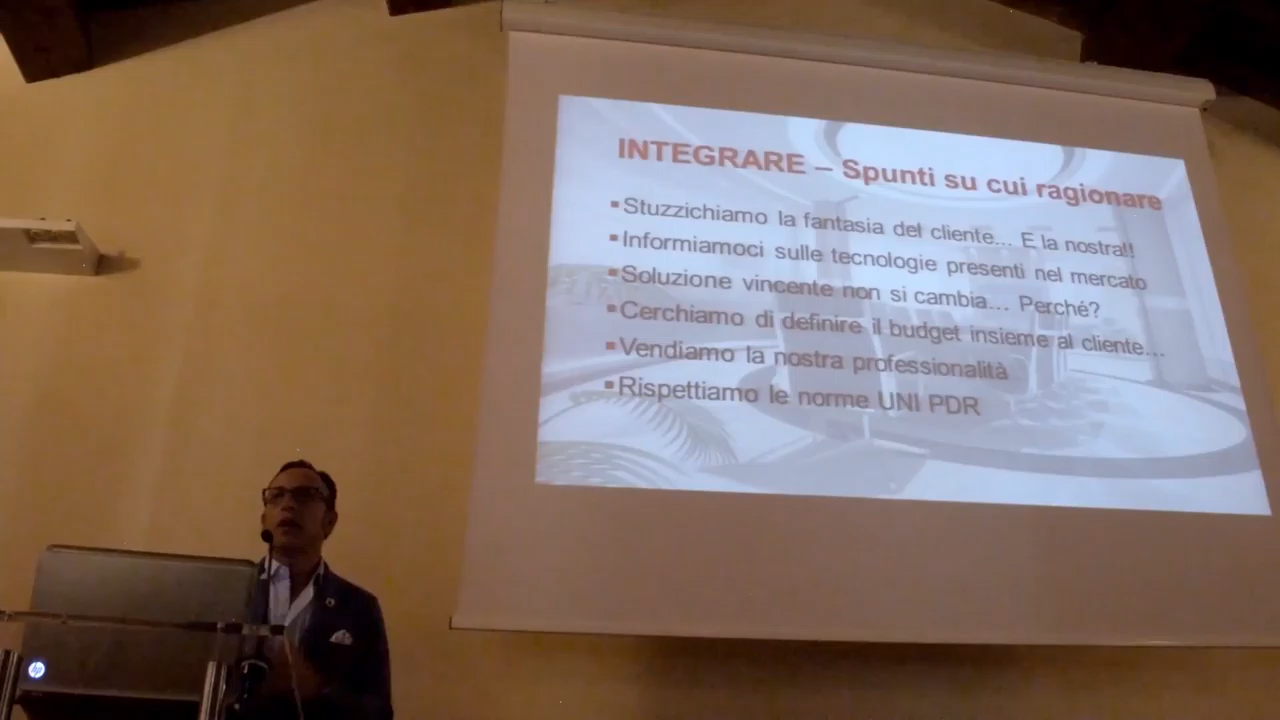 INTEGRARE – Spunti su cui ragionare
▪Stuzzichiamo la fantasia del cliente... E la nostra!!
▪Informiamoci sulle tecnologie presenti nel mercato
▪Soluzione vincente non si cambia... Perché?
▪Cerchiamo di definire il budget insieme al cliente...
▪Vendiamo la nostra professionalità
▪Rispettiamo le norme UNI PDR
hp